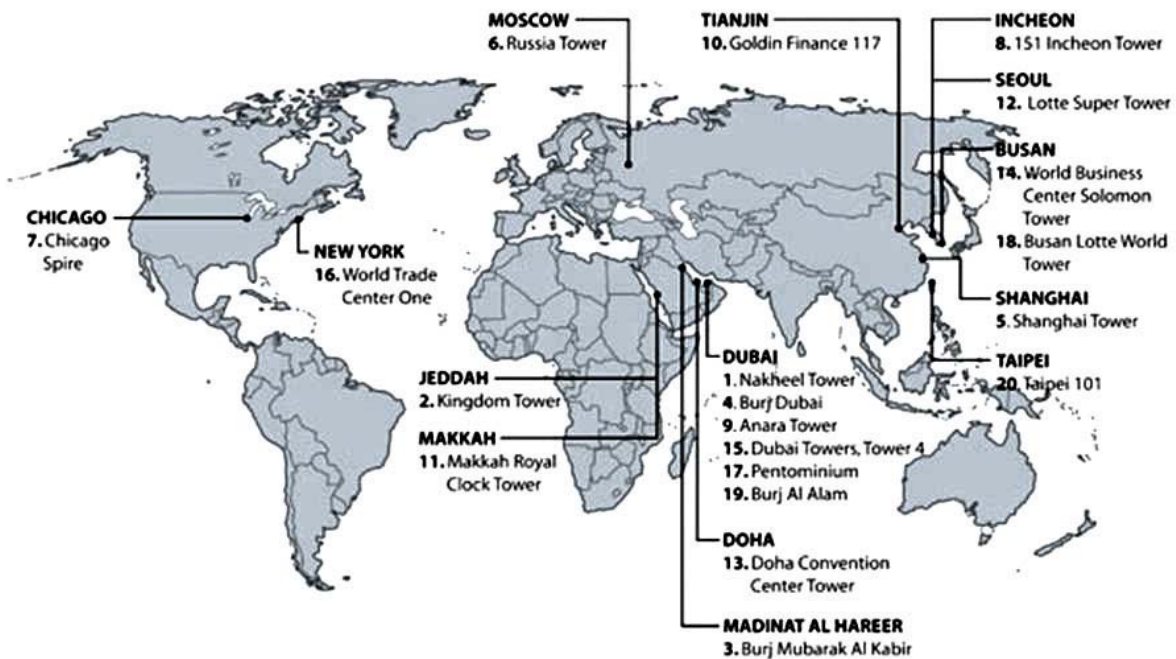 MOSCOW
6. Russia Tower
TIANJIN
10. Goldin Finance 117
INCHEON
8. 151 Incheon Tower
SEOUL
12. Lotte Super Tower
BUSAN
14. World Business
Center Solomon
Tower
18. Busan Lotte World
Tower
CHICAGO
7. Chicago
Spire
NEW YORK
16. World Trade
Center One
SHANGHAI
5. Shanghai Tower
TAIPEI
20. Taipei 101
JEDDAH
2. Kingdom Tower
MAKKAH
11. Makkah Royal
Clock Tower
DUBAI
1. Nakheel Tower
4. Burj Dubai
9. Anara Tower
15. Dubai Towers, Tower 4
17. Pentominium
19. Burj Al Alam
DOHA
13. Doha Convention
Center Tower
MADINAT AL HAREER
3. Burj Mubarak Al Kabir